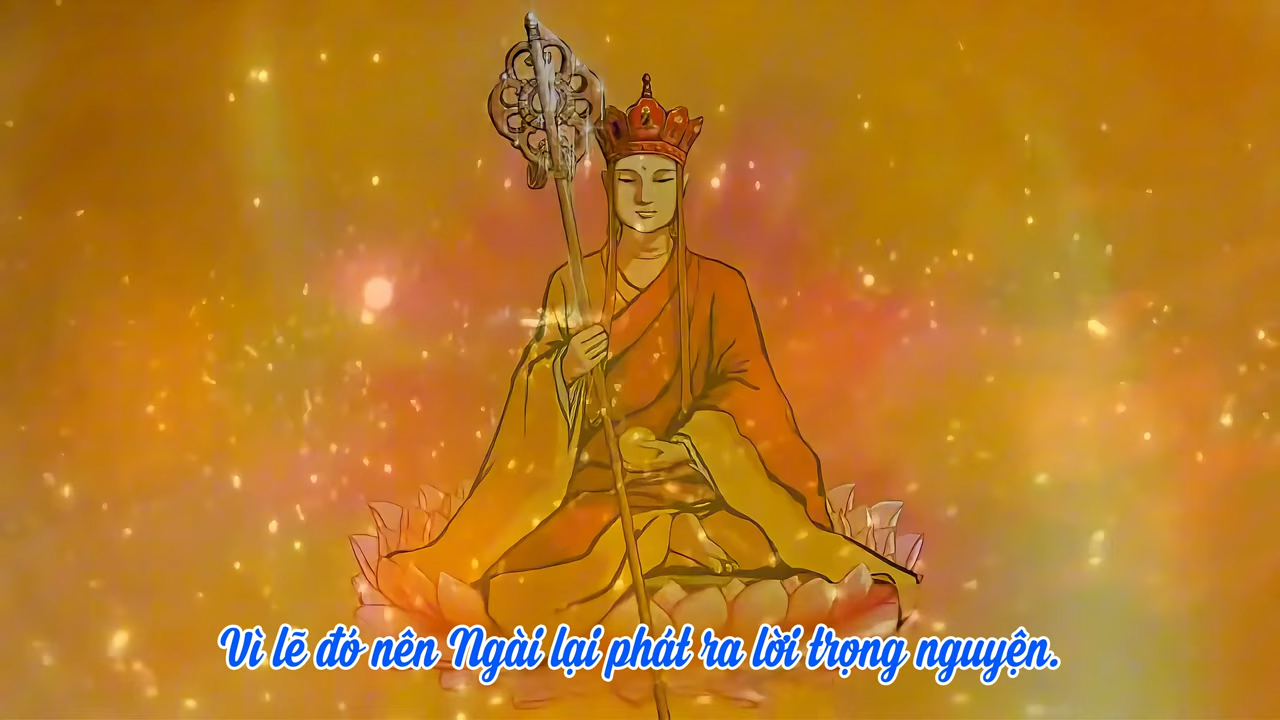 Vì lẽ đó nên Ngài lại phát ra lời trọng nguyện.